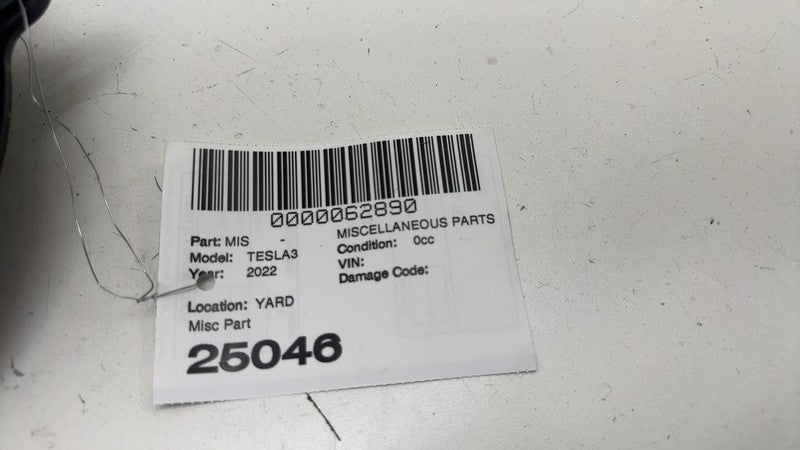 0000062890
Part: MIS - MISCELLANEOUS PARTS
Model: TESLA3 Condition: 0cc
Year: 2022 VIN:
Damage Code:
Location: YARD
Misc Part
25046